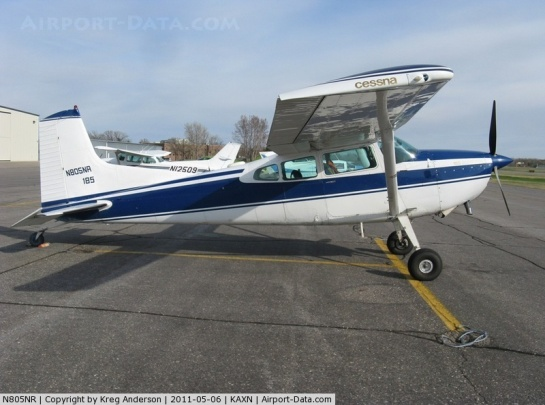 AIRPORT-DATA.COM
cessna
N12509
N805NR
185
N805NR | Copyright by Kreg Anderson | 2011-05-06 | KAXN | Airport-Data.com